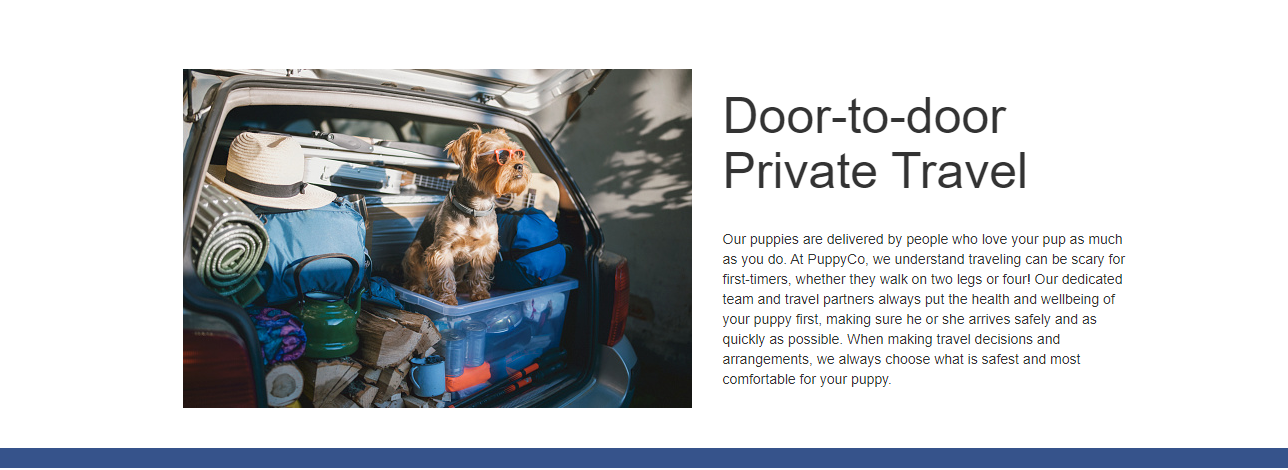 Door-to-door
Private Travel
Our puppies are delivered by people who love your pup as much
as you do. At PuppyCo, we understand traveling can be scary for
first-timers, whether they walk on two legs or four! Our dedicated
team and travel partners always put the health and wellbeing of
your puppy first, making sure he or she arrives safely and as
quickly as possible. When making travel decisions and
arrangements, we always choose what is safest and most
comfortable for your puppy.